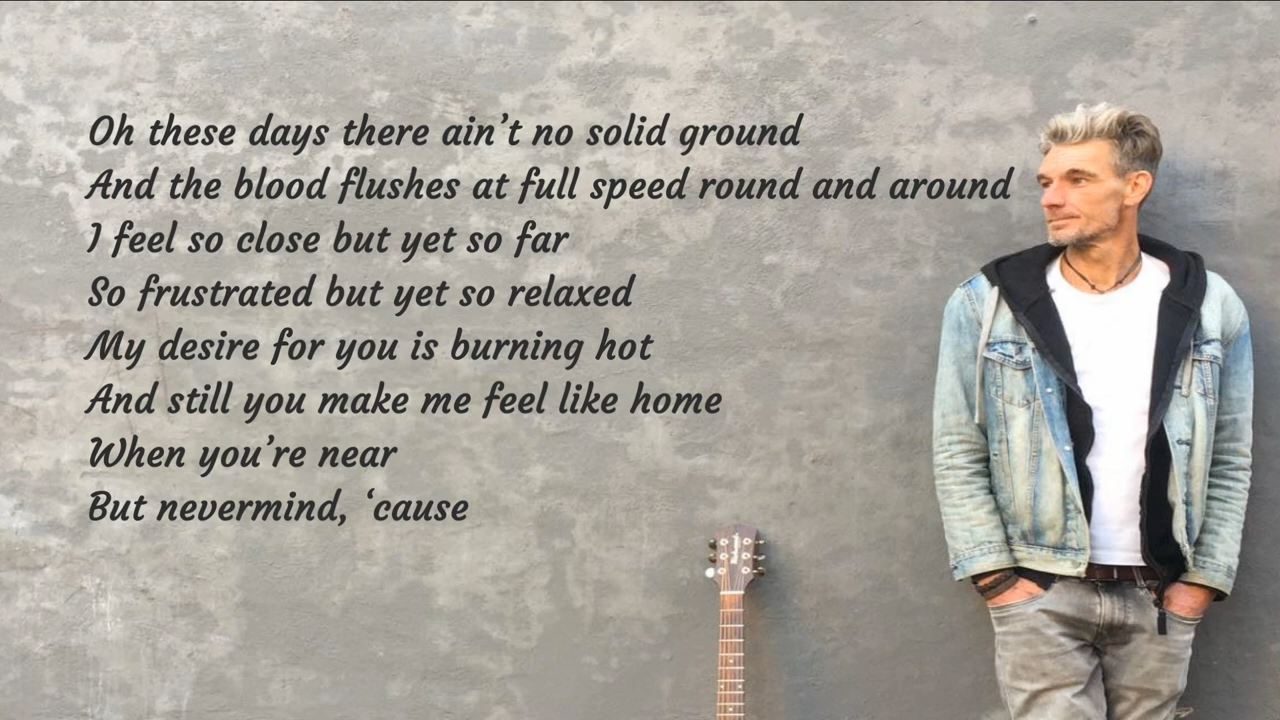 Oh these days there ain’t no solid ground
And the blood flushes at full speed round and around
I feel so close but yet so far
So frustrated but yet so relaxed
My desire for you is burning hot
And still you make me feel like home
When you’re near
But nevermind, ‘cause